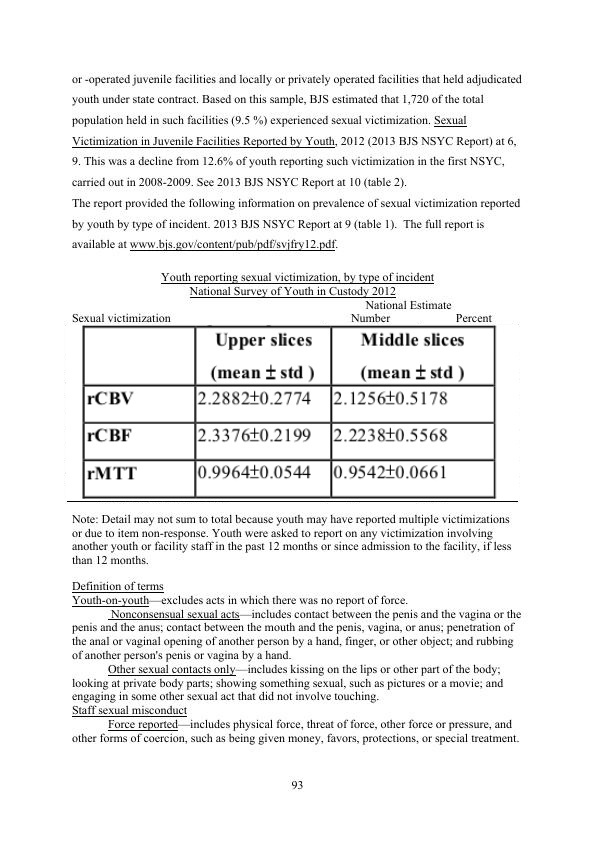 or -operated juvenile facilities and locally or privately operated facilities that held adjudicated
youth under state contract. Based on this sample, BJS estimated that 1,720 of the total
population held in such facilities (9.5 %) experienced sexual victimization. Sexual
Victimization in Juvenile Facilities Reported by Youth, 2012 (2013 BJS NSYC Report) at 6,
9. This was a decline from 12.6% of youth reporting such victimization in the first NSYC,
carried out in 2008-2009. See 2013 BJS NSYC Report at 10 (table 2).
The report provided the following information on prevalence of sexual victimization reported
by youth by type of incident. 2013 BJS NSYC Report at 9 (table 1). The full report is
available at www.bjs.gov/content/pub/pdf/svjfry12.pdf.
Youth reporting sexual victimization, by type of incident
National Survey of Youth in Custody 2012
National Estimate
Sexual victimization Number Percent
Upper slices Middle slices
(mean ± std ) (mean ± std )
rCBV 2.2882±0.2774 2.1256±0.5178
rCBF 2.3376±0.2199 2.2238±0.5568
rMTT 0.9964±0.0544 0.9542±0.0661
Note: Detail may not sum to total because youth may have reported multiple victimizations
or due to item non-response. Youth were asked to report on any victimization involving
another youth or facility staff in the past 12 months or since admission to the facility, if less
than 12 months.
Definition of terms
Youth-on-youth—excludes acts in which there was no report of force.
Nonconsensual sexual acts—includes contact between the penis and the vagina or the
penis and the anus; contact between the mouth and the penis, vagina, or anus; penetration of
the anal or vaginal opening of another person by a hand, finger, or other object; and rubbing
of another person's penis or vagina by a hand.
Other sexual contacts only—includes kissing on the lips or other part of the body;
looking at private body parts; showing something sexual, such as pictures or a movie; and
engaging in some other sexual act that did not involve touching.
Staff sexual misconduct
Force reported—includes physical force, threat of force, other force or pressure, and
other forms of coercion, such as being given money, favors, protections, or special treatment.
93